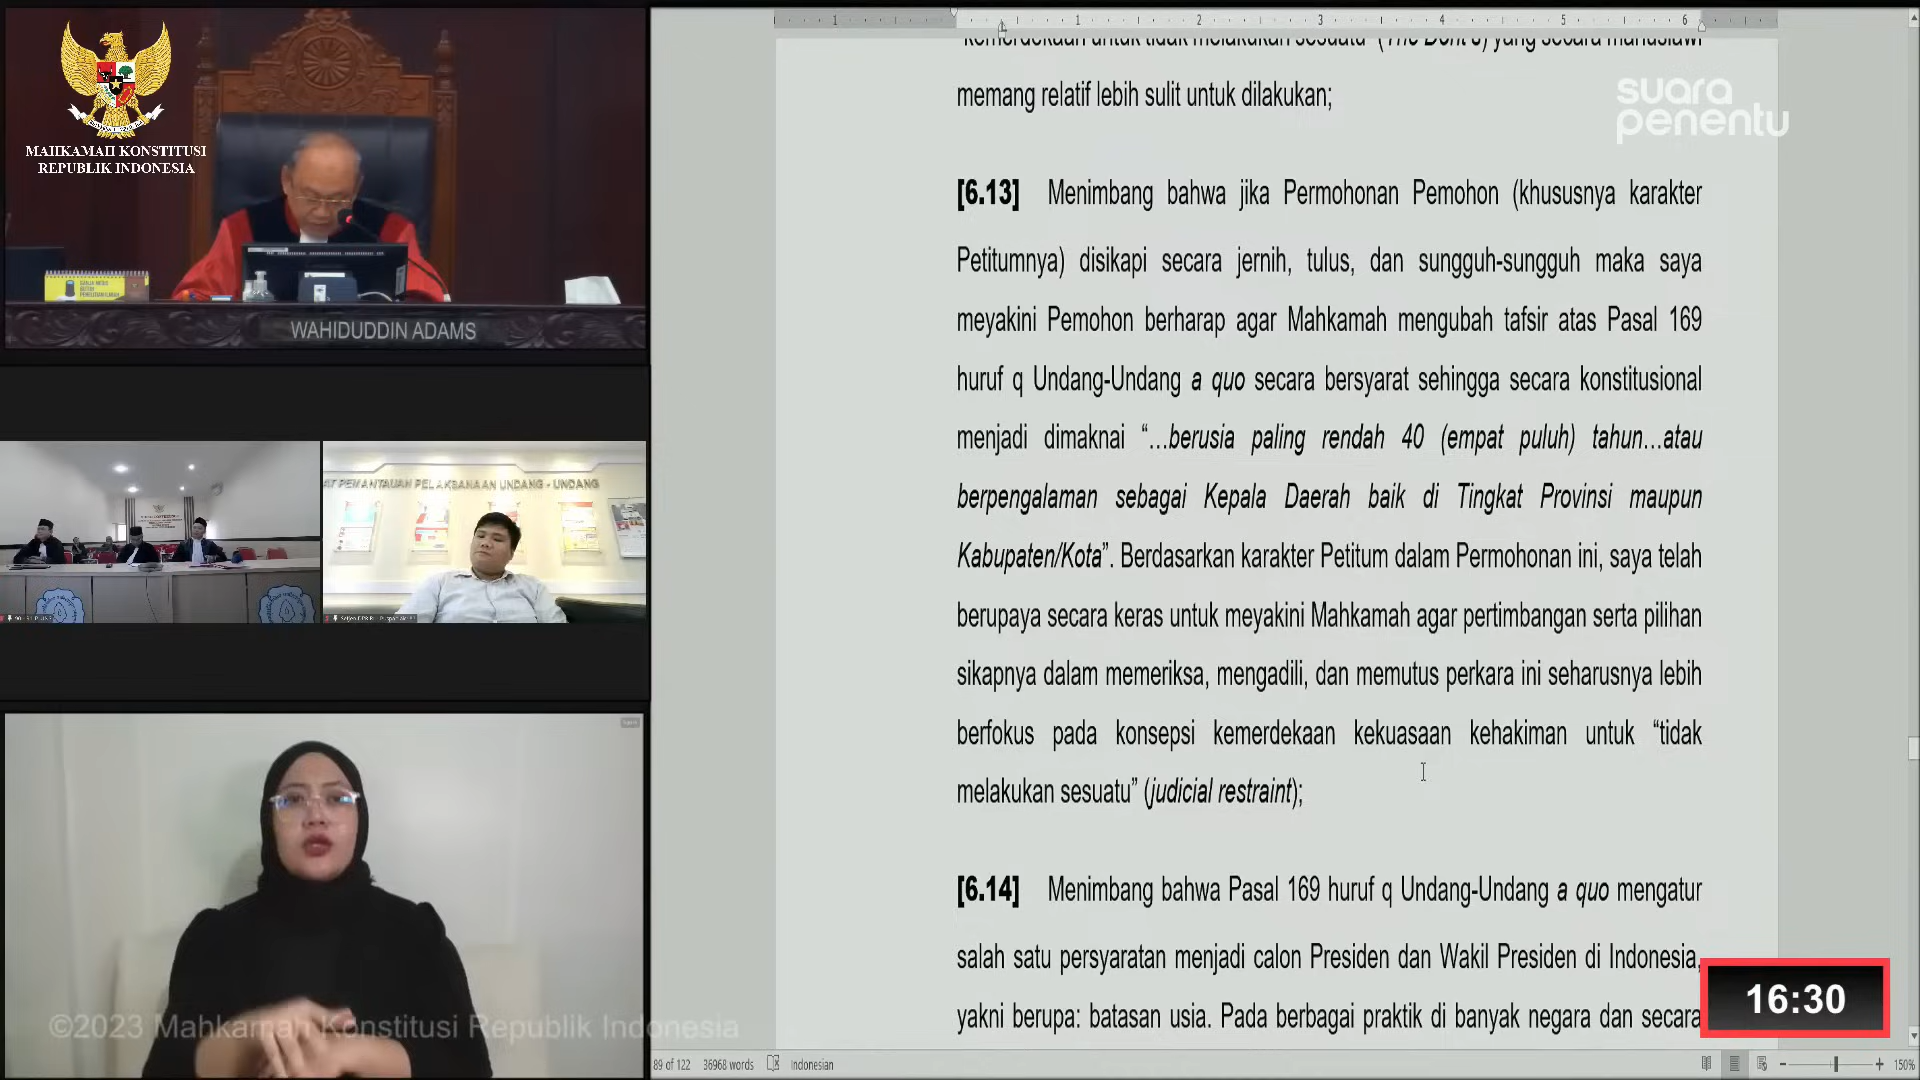 MAHKAMAH KONSTITUSI
REPUBLIK INDONESIA
WAHIDUDDIN ADAMS
PEMANTAUAN PELAKSANAAN UNDANG - UNDANG
©2023 Mahkamah Konstitusi Republik Indonesia
suara
penentu
memang relatif lebih sulit untuk dilakukan;
[6.13] Menimbang bahwa jika Permohonan Pemohon (khususnya karakter
Petitumnya) disikapi secara jernih, tulus, dan sungguh-sungguh maka saya
meyakini Pemohon berharap agar Mahkamah mengubah tafsir atas Pasal 169
huruf q Undang-Undang a quo secara bersyarat sehingga secara konstitusional
menjadi dimaknai “…berusia paling rendah 40 (empat puluh) tahun…atau
berpengalaman sebagai Kepala Daerah baik di Tingkat Provinsi maupun
Kabupaten/Kota”. Berdasarkan karakter Petitum dalam Permohonan ini, saya telah
berupaya secara keras untuk meyakini Mahkamah agar pertimbangan serta pilihan
sikapnya dalam memeriksa, mengadili, dan memutus perkara ini seharusnya lebih
berfokus pada konsepsi kemerdekaan kekuasaan kehakiman untuk “tidak
melakukan sesuatu” (judicial restraint);
[6.14] Menimbang bahwa Pasal 169 huruf q Undang-Undang a quo mengatur
salah satu persyaratan menjadi calon Presiden dan Wakil Presiden di Indonesia,
yakni berupa: batasan usia. Pada berbagai praktik di banyak negara dan secara
16:30
89 of 122 36968 words Indonesian 150%